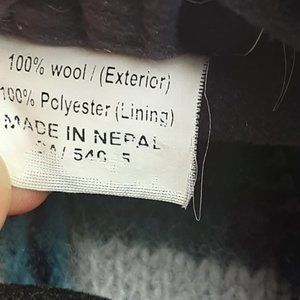 100% wool / (Exterior)
100% Polyester (Lining)
MADE IN NEPAL